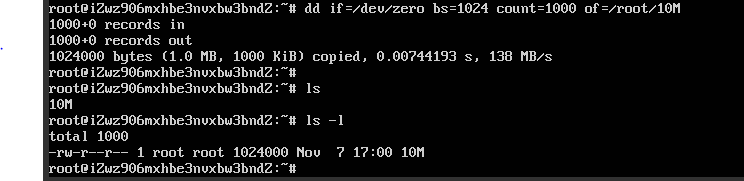 root@iZwz906mxhbe3nvxbw3bndZ:~# dd if=/dev/zero bs=1024 count=1000 of=/root/10M
1000+0 records in
1000+0 records out
1024000 bytes (1.0 MB, 1000 KiB) copied, 0.00744193 s, 138 MB/s
root@iZwz906mxhbe3nvxbw3bndZ:~#
root@iZwz906mxhbe3nvxbw3bndZ:~# ls
10M
root@iZwz906mxhbe3nvxbw3bndZ:~# ls -l
total 1000
-rw-r--r-- 1 root root 1024000 Nov  7 17:00 10M
root@iZwz906mxhbe3nvxbw3bndZ:~#